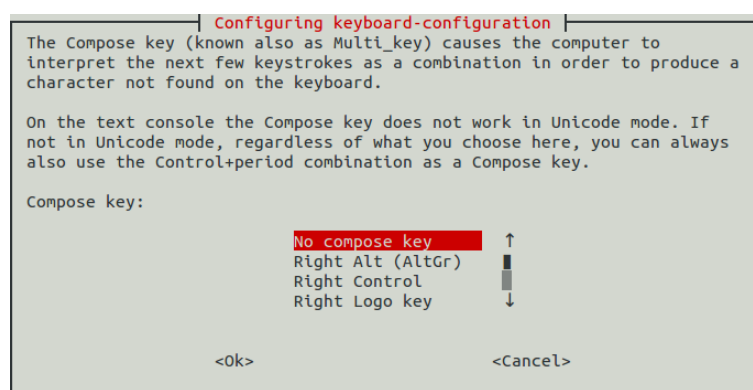 Configuring keyboard-configuration
The Compose key (known also as Multi_key) causes the computer to
interpret the next few keystrokes as a combination in order to produce a
character not found on the keyboard.
On the text console the Compose key does not work in Unicode mode. If
not in Unicode mode, regardless of what you choose here, you can always
also use the Control+period combination as a Compose key.
Compose key:
No compose key ↑
Right Alt (AltGr)
Right Control
Right Logo key ↓
<Ok> <Cancel>